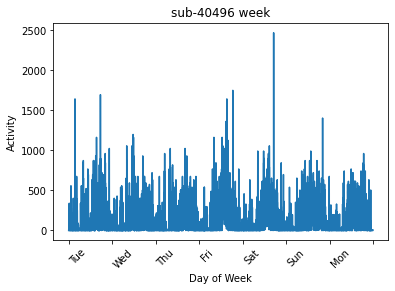 sub-40496 week
2500
2000
1500
1000
500
0
Activity
Tue
Wed
Thu
Fri
Sat
Sun
Mon
Day of Week